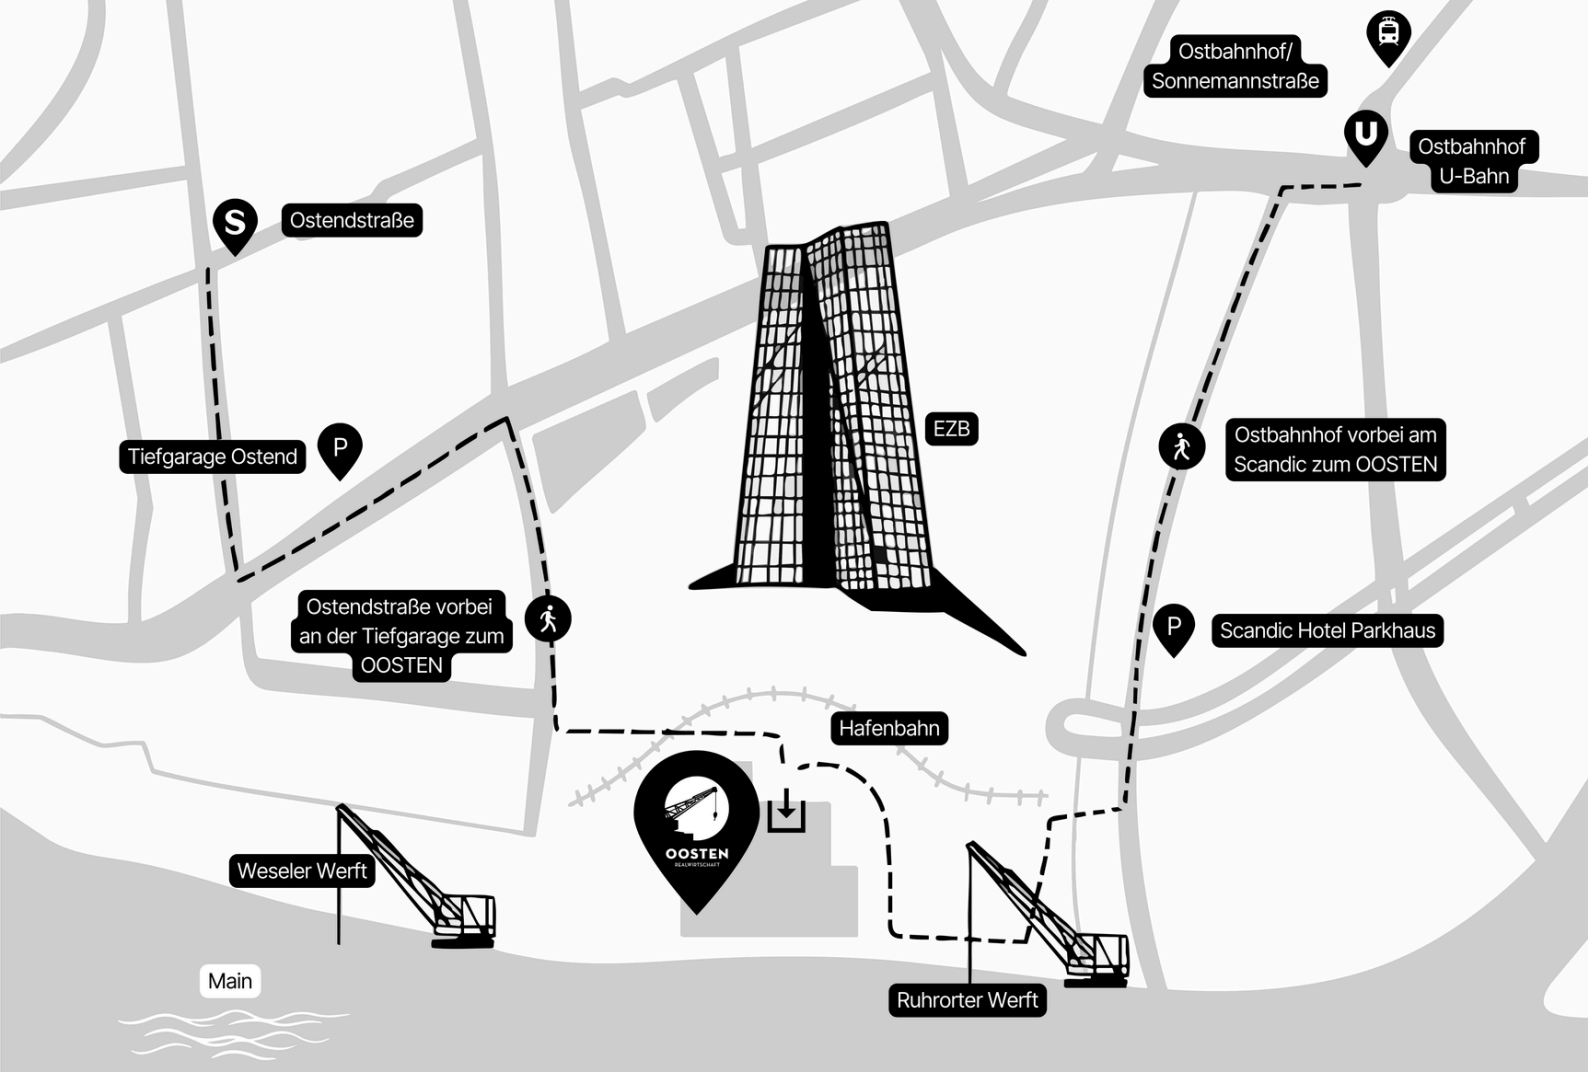 Ostbahnhof/
Sonnemannstraße
U
Ostbahnhof
U-Bahn
S
Ostendstraße
Tiefgarage Ostend
P
EZB
Ostbahnhof vorbei am
Scandic zum OOSTEN
Ostendstraße vorbei
an der Tiefgarage zum
OOSTEN
P
Scandic Hotel Parkhaus
Hafenbahn
OOSTEN
REALWIRTSCHAFT
Weseler Werft
Main
Ruhrorter Werft